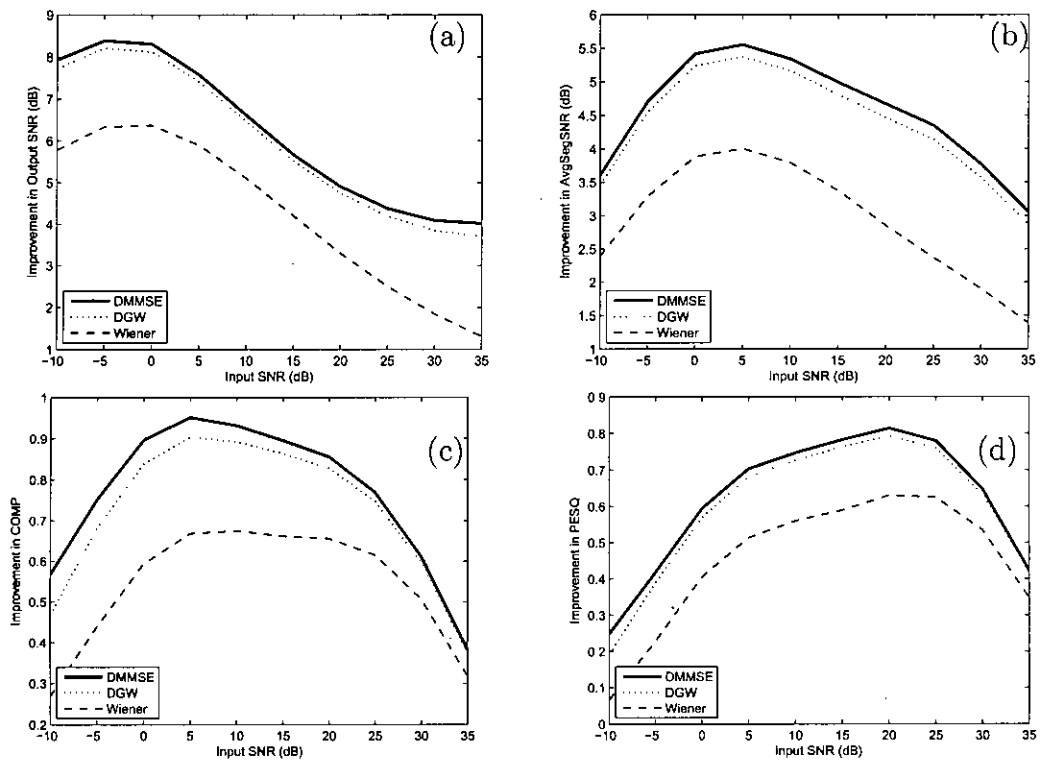 (a)
Improvement in Output SNR (dB)
9
8
7
6
5
4
3
2
1
DMMSE
DGW
Wiener
−10 −5 0 5 10 15 20 25 30 35
Input SNR (dB)
(b)
Improvement in AvgSegSNR (dB)
6
5.5
5
4.5
4
3.5
3
2.5
2
1.5
1
DMMSE
DGW
Wiener
−10 −5 0 5 10 15 20 25 30 35
Input SNR (dB)
(c)
Improvement in COMP
1
0.9
0.8
0.7
0.6
0.5
0.4
0.3
0.2
DMMSE
DGW
Wiener
−10 −5 0 5 10 15 20 25 30 35
Input SNR (dB)
(d)
Improvement in PESQ
0.9
0.8
0.7
0.6
0.5
0.4
0.3
0.2
0.1
0
DMMSE
DGW
Wiener
−10 −5 0 5 10 15 20 25 30 35
Input SNR (dB)